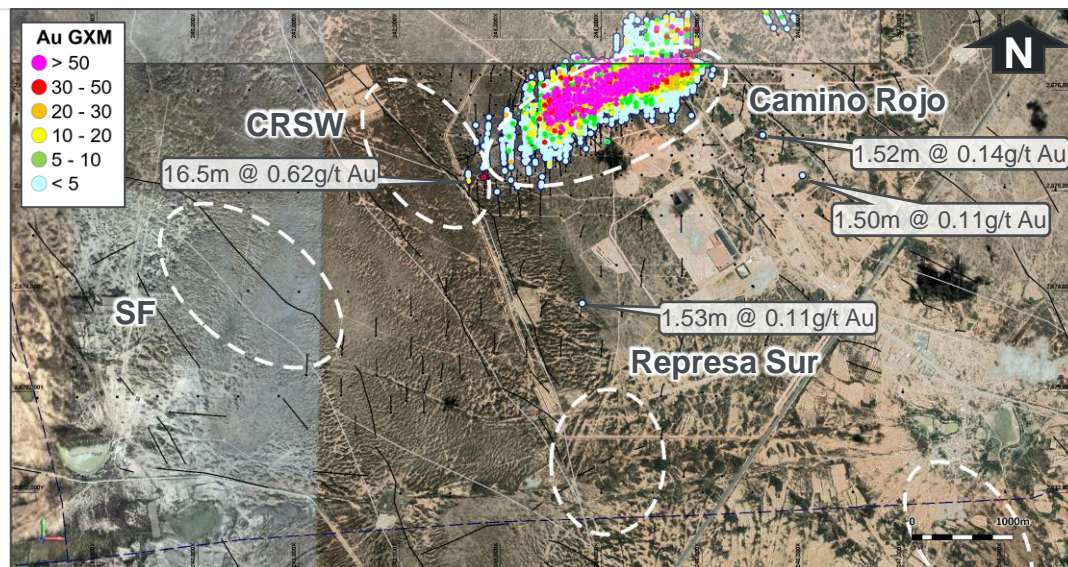 Au GXM
> 50
30 - 50
20 - 30
10 - 20
5 - 10
< 5
N
CRSW
Camino Rojo
1.52m @ 0.14g/t Au
16.5m @ 0.62g/t Au
1.50m @ 0.11g/t Au
SF
1.53m @ 0.11g/t Au
Represa Sur
0 1000m